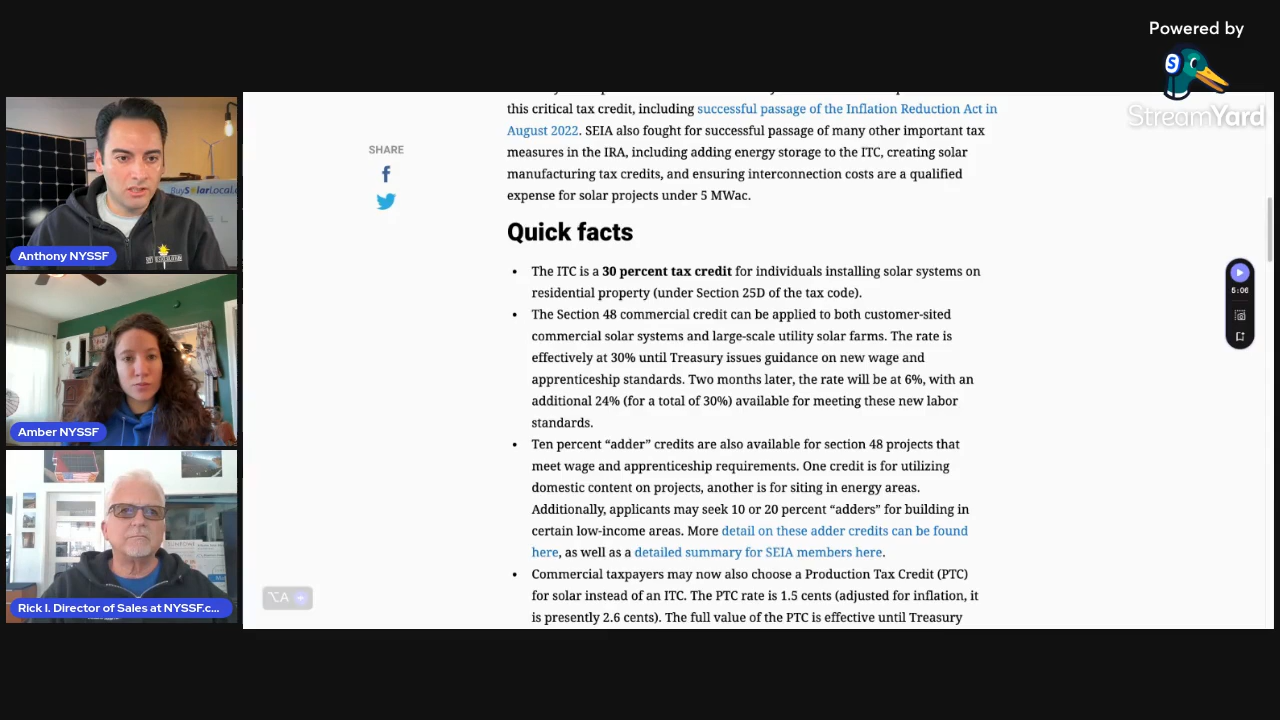 Powered by
S
StreamYard
BuySolarLocal.c
Anthony NYSSF
Amber NYSSF
Rick I. Director of Sales at NYSSF.c...
SHARE
this critical tax credit, including successful passage of the Inflation Reduction Act in
August 2022. SEIA also fought for successful passage of many other important tax
measures in the IRA, including adding energy storage to the ITC, creating solar
manufacturing tax credits, and ensuring interconnection costs are a qualified
expense for solar projects under 5 MWac.
Quick facts
• The ITC is a 30 percent tax credit for individuals installing solar systems on
residential property (under Section 25D of the tax code).
• The Section 48 commercial credit can be applied to both customer-sited
commercial solar systems and large-scale utility solar farms. The rate is
effectively at 30% until Treasury issues guidance on new wage and
apprenticeship standards. Two months later, the rate will be at 6%, with an
additional 24% (for a total of 30%) available for meeting these new labor
standards.
• Ten percent “adder” credits are also available for section 48 projects that
meet wage and apprenticeship requirements. One credit is for utilizing
domestic content on projects, another is for siting in energy areas.
Additionally, applicants may seek 10 or 20 percent “adders” for building in
certain low-income areas. More detail on these adder credits can be found
here, as well as a detailed summary for SEIA members here.
• Commercial taxpayers may now also choose a Production Tax Credit (PTC)
for solar instead of an ITC. The PTC rate is 1.5 cents (adjusted for inflation, it
is presently 2.6 cents). The full value of the PTC is effective until Treasury
⌥A
5:06